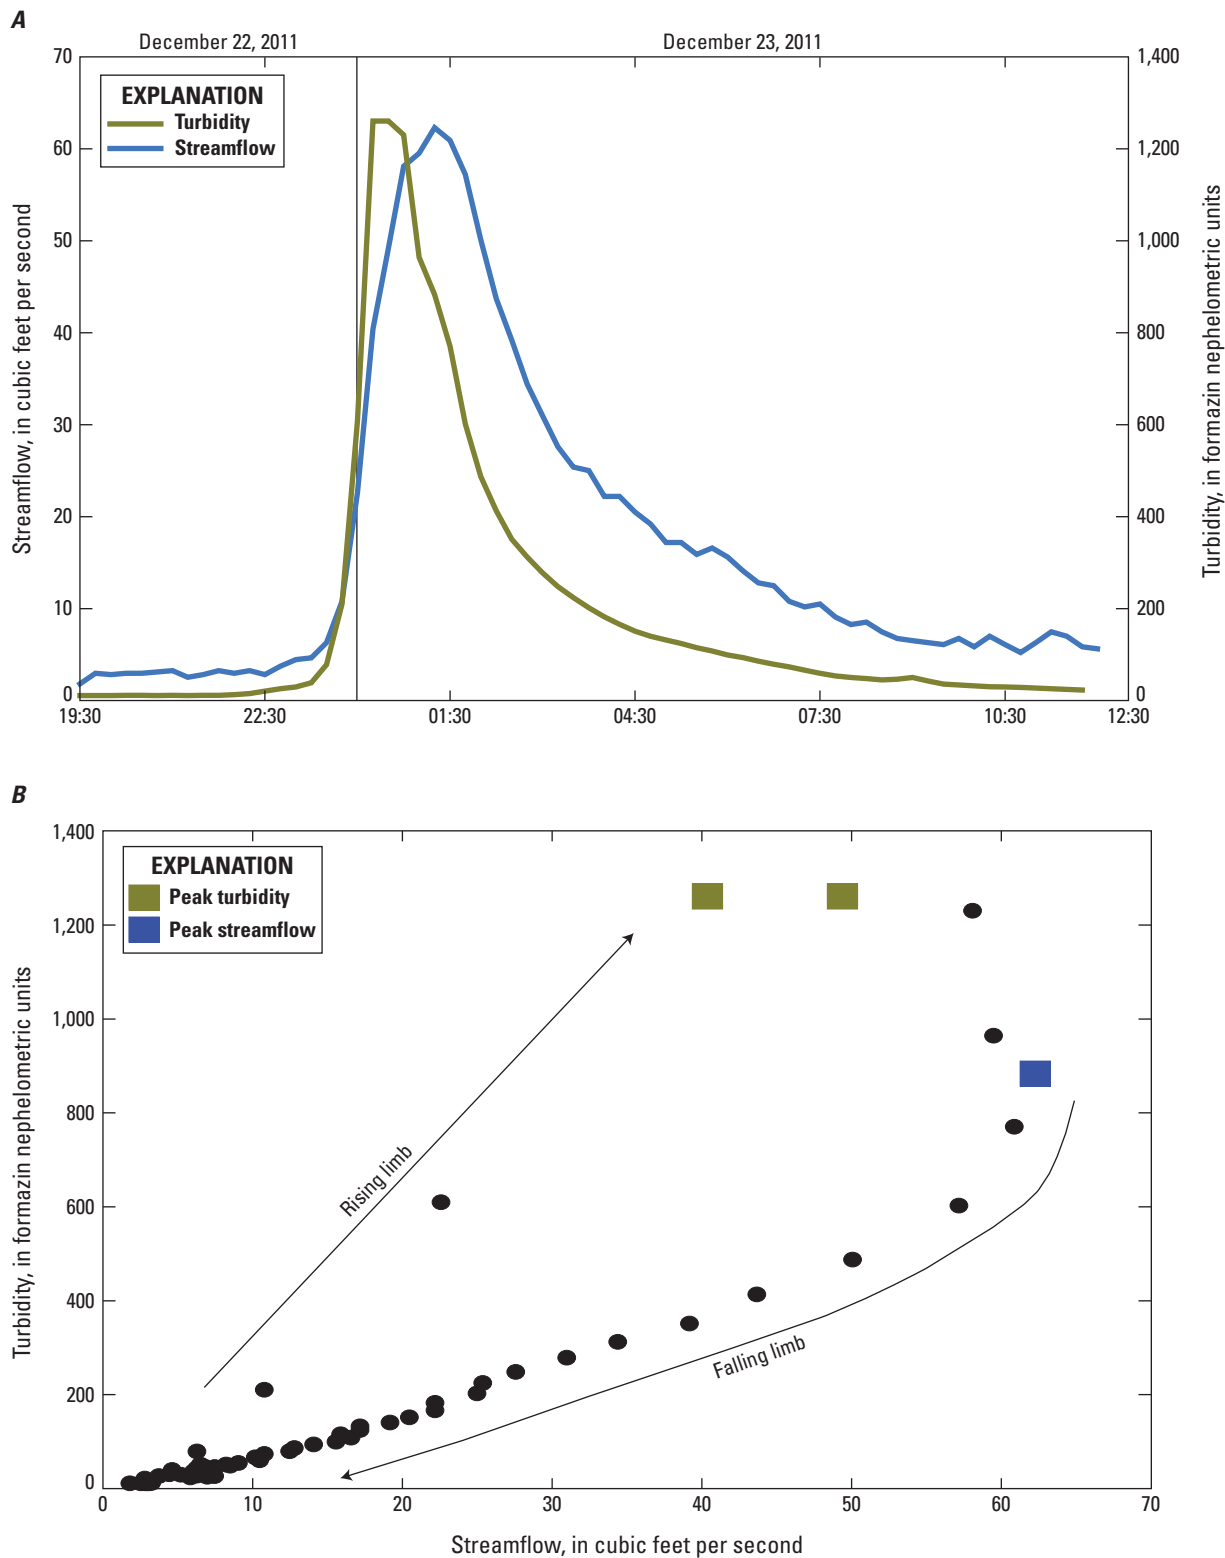 A
December 22, 2011
December 23, 2011
70
60
50
40
30
20
10
0
Streamflow, in cubic feet per second
EXPLANATION
Turbidity
Streamflow
1,400
1,200
1,000
800
600
400
200
0
Turbidity, in formazin nephelometric units
19:30
22:30
01:30
04:30
07:30
10:30
12:30
B
1,400
1,200
1,000
800
600
400
200
0
Turbidity, in formazin nephelometric units
EXPLANATION
Peak turbidity
Peak streamflow
Rising limb
Falling limb
0
10
20
30
40
50
60
70
Streamflow, in cubic feet per second